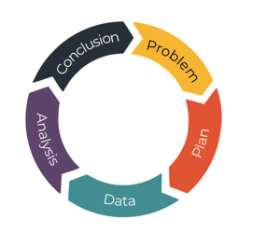 Problem
Plan
Data
Analysis
Conclusion